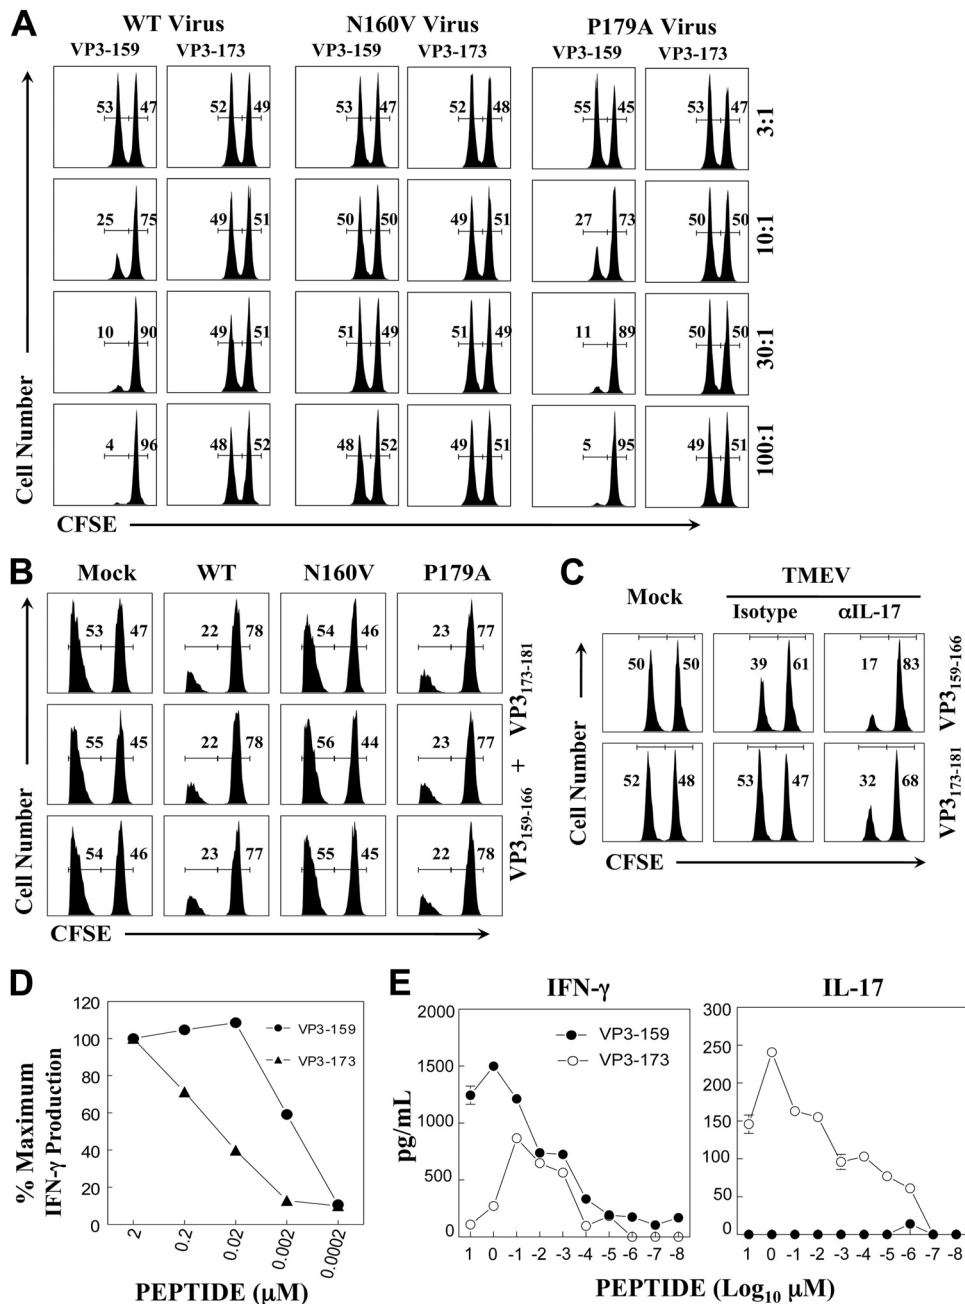 A
WT Virus N160V Virus P179A Virus
VP3-159 VP3-173 VP3-159 VP3-173 VP3-159 VP3-173
53 47 52 49 53 47 52 48 55 45 53 47 3:1
25 75 49 51 50 50 49 51 27 73 50 50 10:1
10 90 49 51 51 49 51 49 11 89 50 50 30:1
4 96 48 52 48 52 49 51 5 95 49 51 100:1
Cell Number
CFSE
B
Mock WT N160V P179A
53 47 22 78 54 46 23 77
55 45 22 78 56 44 23 77
54 46 23 77 55 45 22 78
Cell Number
CFSE
VP3159-166 + VP3173-181
C
Mock TMEV
Isotype αIL-17
50 50 39 61 17 83 VP3159-166
52 48 53 47 32 68 VP3173-181
Cell Number
CFSE
D
% Maximum
IFN-γ Production
120
100
80
60
40
20
0
VP3-159
VP3-173
2 0.2 0.02 0.002 0.0002
PEPTIDE (μM)
E
IFN-γ IL-17
pg/mL
2000
1500
1000
500
0
VP3-159
VP3-173
1 0 -1 -2 -3 -4 -5 -6 -7 -8
300
250
200
150
100
50
0
1 0 -1 -2 -3 -4 -5 -6 -7 -8
PEPTIDE (Log10 μM)